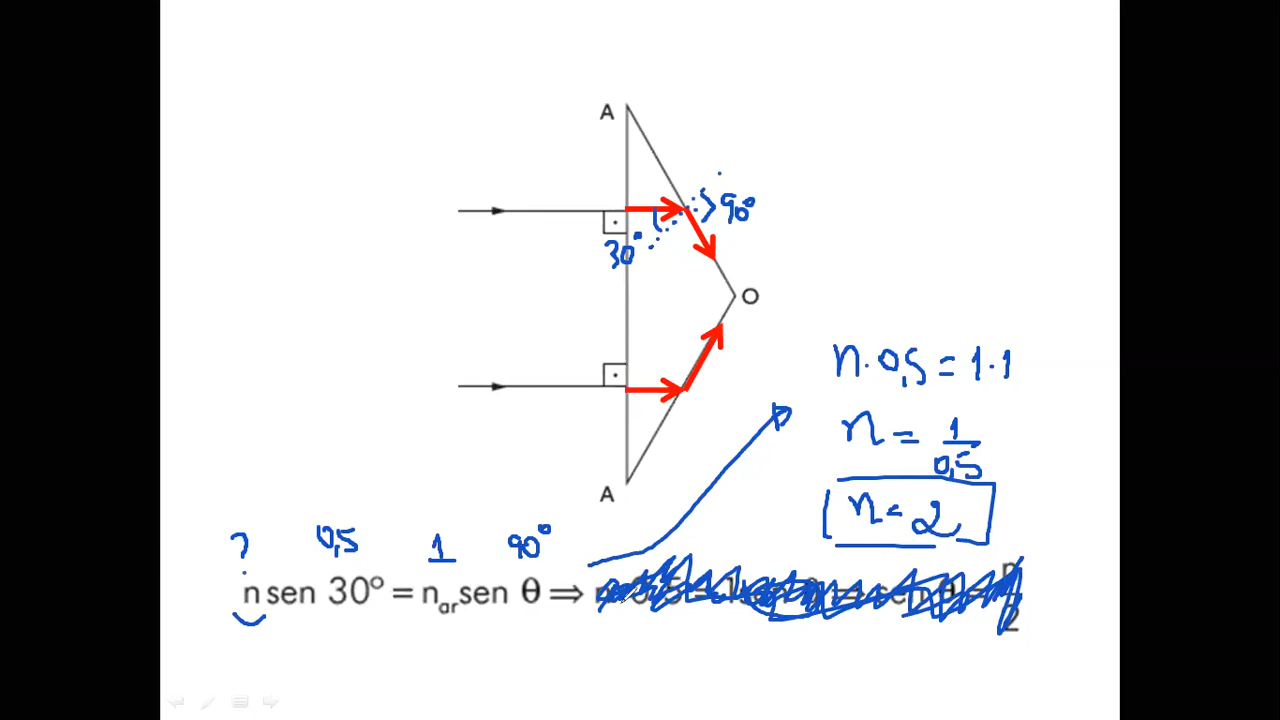 A
90°
30°
O
n·0,5=1·1
n = 1/0,5
n = 2
A
? 0,5 1 90°
n sen 30° = n_ar sen θ ⇒